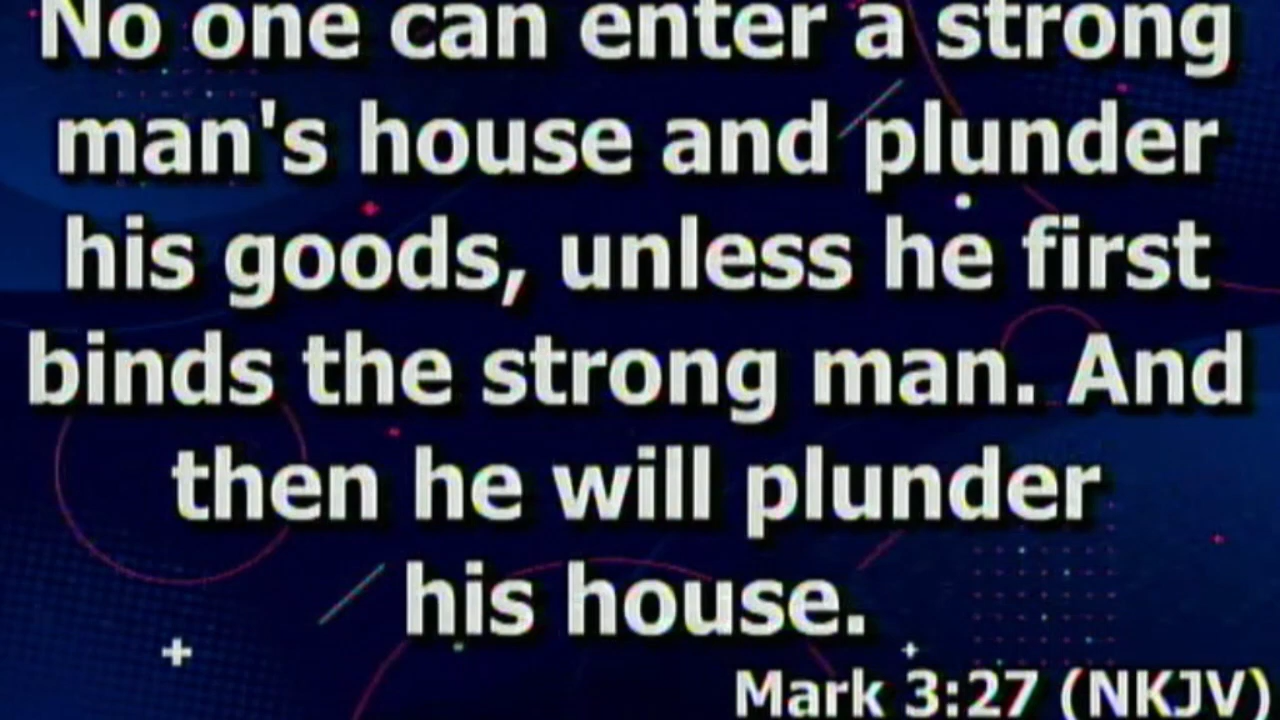 No one can enter a strong
man's house and plunder
his goods, unless he first
binds the strong man. And
then he will plunder
his house.
Mark 3:27 (NKJV)